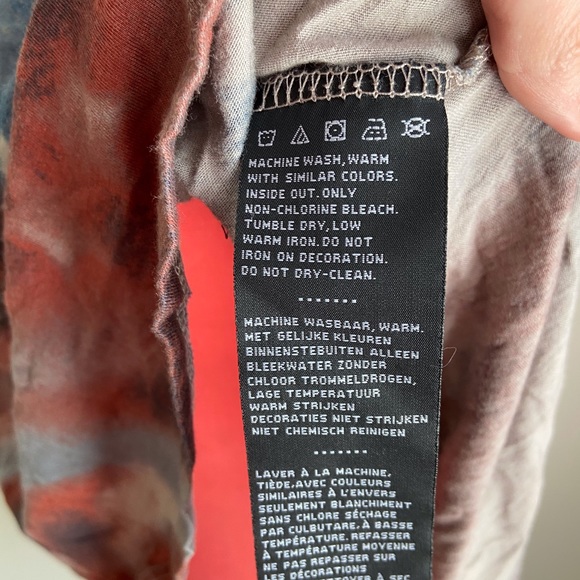 MACHINE WASH, WARM
WITH SIMILAR COLORS.
INSIDE OUT. ONLY
NON-CHLORINE BLEACH.
TUMBLE DRY, LOW
WARM IRON. DO NOT
IRON ON DECORATION.
DO NOT DRY-CLEAN.
MACHINE WASBAAR, WARM.
MET GELIJKE KLEUREN
BINNENSTEBUITEN ALLEEN
BLEEKWATER ZONDER
CHLOOR TROMMELDROGEN,
LAGE TEMPERATUUR
WARM STRIJKEN
DECORATIES NIET STRIJKEN
NIET CHEMISCH REINIGEN
LAVER À LA MACHINE,
TIÈDE, AVEC COULEURS
SIMILAIRES À L'ENVERS
SEULEMENT BLANCHIMENT
SANS CHLORE SÉCHAGE
PAR CULBUTAGE, À BASSE
TEMPÉRATURE. REPASSER
À TEMPÉRATURE MOYENNE
NE PAS REPASSER SUR
LES DÉCORATIONS